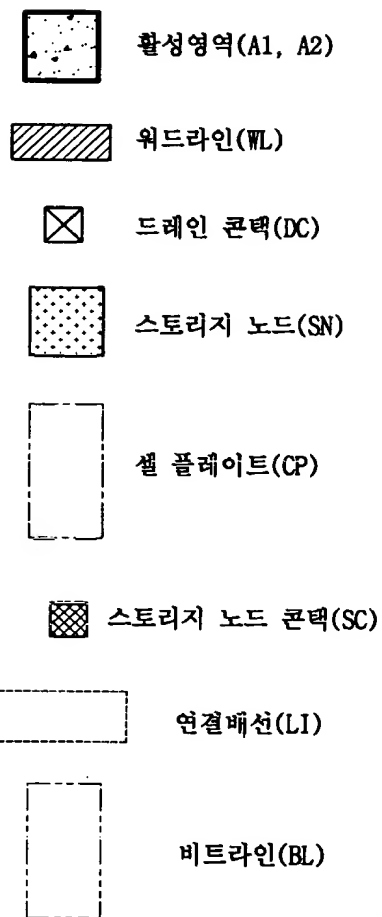 활성영역(A1, A2)
워드라인(WL)
드레인 콘택(DC)
스토리지 노드(SN)
셀 플레이트(CP)
스토리지 노드 콘택(SC)
연결배선(LI)
비트라인(BL)